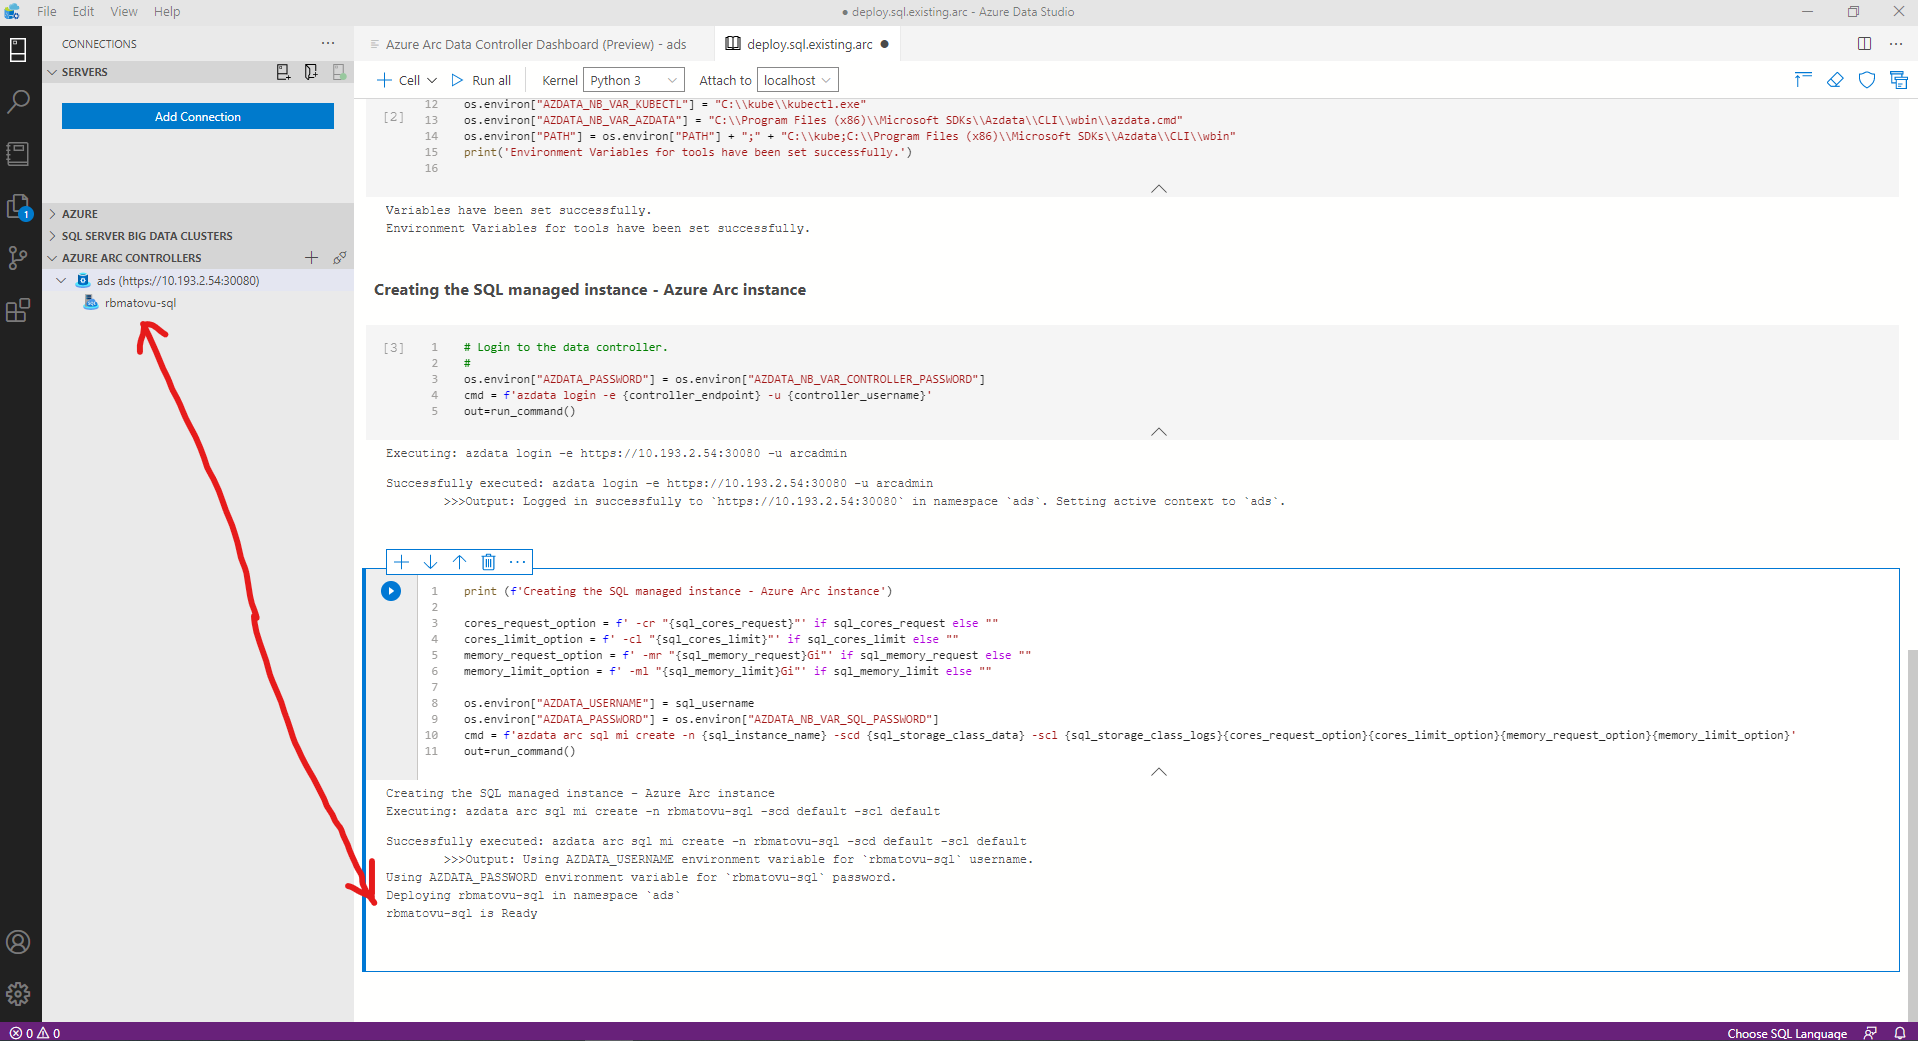 File Edit View Help
● deploy.sql.existing.arc - Azure Data Studio
CONNECTIONS
SERVERS
Add Connection
1
AZURE
SQL SERVER BIG DATA CLUSTERS
AZURE ARC CONTROLLERS
ads (https://10.193.2.54:30080)
rbmatovu-sql
Azure Arc Data Controller Dashboard (Preview) - ads
deploy.sql.existing.arc ●
Cell Run all Kernel Python 3 Attach to localhost
[2]
12 os.environ["AZDATA_NB_VAR_KUBECTL"] = "C:\\kube\\kubectl.exe"
13 os.environ["AZDATA_NB_VAR_AZDATA"] = "C:\\Program Files (x86)\\Microsoft SDKs\\Azdata\\CLI\\wbin\\azdata.cmd"
14 os.environ["PATH"] = os.environ["PATH"] + ";" + "C:\\kube;C:\\Program Files (x86)\\Microsoft SDKs\\Azdata\\CLI\\wbin"
15 print('Environment Variables for tools have been set successfully.')
16
Variables have been set successfully.
Environment Variables for tools have been set successfully.
Creating the SQL managed instance - Azure Arc instance
[3]
1 # Login to the data controller.
2 #
3 os.environ["AZDATA_PASSWORD"] = os.environ["AZDATA_NB_VAR_CONTROLLER_PASSWORD"]
4 cmd = f'azdata login -e {controller_endpoint} -u {controller_username}'
5 out=run_command()
Executing: azdata login -e https://10.193.2.54:30080 -u arcadmin
Successfully executed: azdata login -e https://10.193.2.54:30080 -u arcadmin
>>>Output: Logged in successfully to `https://10.193.2.54:30080` in namespace `ads`. Setting active context to `ads`.
1 print (f'Creating the SQL managed instance - Azure Arc instance')
2
3 cores_request_option = f' -cr "{sql_cores_request}"' if sql_cores_request else ""
4 cores_limit_option = f' -cl "{sql_cores_limit}"' if sql_cores_limit else ""
5 memory_request_option = f' -mr "{sql_memory_request}Gi"' if sql_memory_request else ""
6 memory_limit_option = f' -ml "{sql_memory_limit}Gi"' if sql_memory_limit else ""
7
8 os.environ["AZDATA_USERNAME"] = sql_username
9 os.environ["AZDATA_PASSWORD"] = os.environ["AZDATA_NB_VAR_SQL_PASSWORD"]
10 cmd = f'azdata arc sql mi create -n {sql_instance_name} -scd {sql_storage_class_data} -scl {sql_storage_class_logs}{cores_request_option}{cores_limit_option}{memory_request_option}{memory_limit_option}'
11 out=run_command()
Creating the SQL managed instance - Azure Arc instance
Executing: azdata arc sql mi create -n rbmatovu-sql -scd default -scl default
Successfully executed: azdata arc sql mi create -n rbmatovu-sql -scd default -scl default
>>>Output: Using AZDATA_USERNAME environment variable for `rbmatovu-sql` username.
Using AZDATA_PASSWORD environment variable for `rbmatovu-sql` password.
Deploying rbmatovu-sql in namespace `ads`
rbmatovu-sql is Ready
0 0
Choose SQL Language